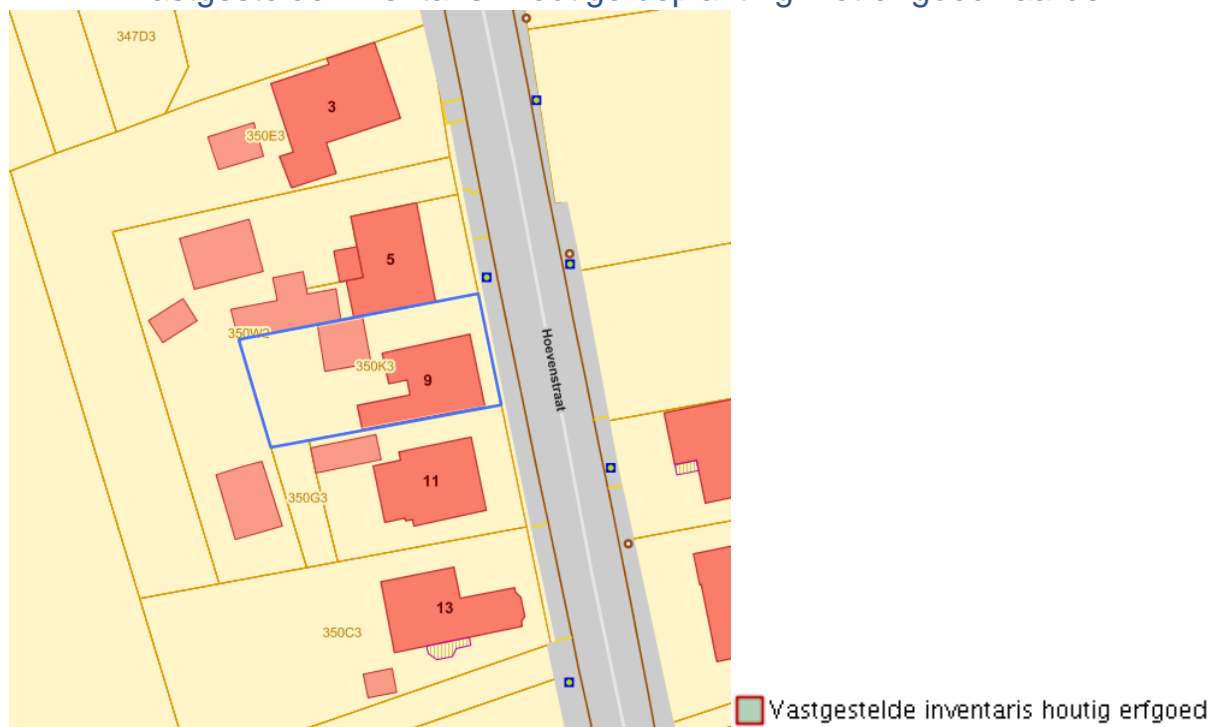 347D3
3
350E3
5
350W2
350K3
9
Hoevenstraat
11
350G3
13
350C3
Vastgestelde inventaris houtig erfgoed